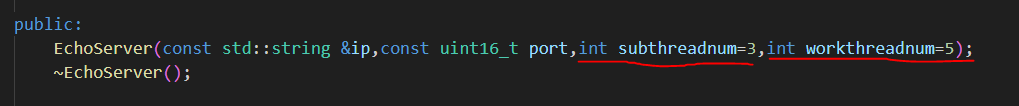 public:
EchoServer(const std::string &ip,const uint16_t port,int subthreadnum=3,int workthreadnum=5);
~EchoServer();